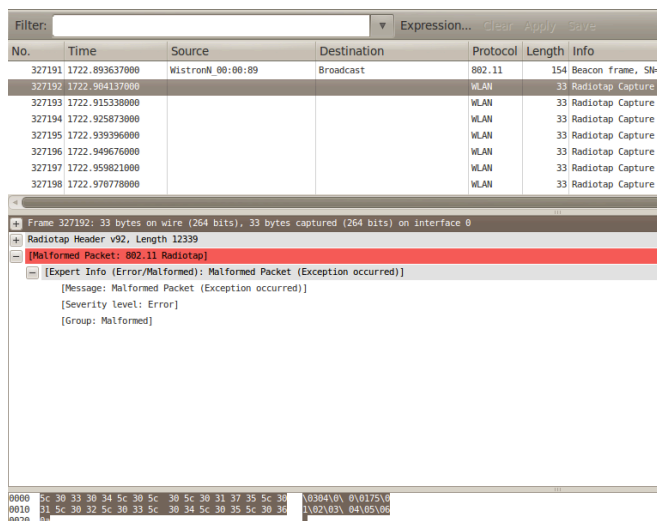 Filter: Expression... Clear Apply Save
No. Time Source Destination Protocol Length Info
327191 1722.893637000 WistronN_00:00:89 Broadcast 802.11 154 Beacon frame, SN=
327192 1722.904137000 WLAN 33 Radiotap Capture
327193 1722.915338000 WLAN 33 Radiotap Capture
327194 1722.925873000 WLAN 33 Radiotap Capture
327195 1722.939396000 WLAN 33 Radiotap Capture
327196 1722.949676000 WLAN 33 Radiotap Capture
327197 1722.959821000 WLAN 33 Radiotap Capture
327198 1722.970778000 WLAN 33 Radiotap Capture
Frame 327192: 33 bytes on wire (264 bits), 33 bytes captured (264 bits) on interface 0
Radiotap Header v92, Length 12339
[Malformed Packet: 802.11 Radiotap]
[Expert Info (Error/Malformed): Malformed Packet (Exception occurred)]
[Message: Malformed Packet (Exception occurred)]
[Severity level: Error]
[Group: Malformed]
0000 5c 30 33 30 34 5c 30 5c 30 5c 30 31 37 35 5c 30 \0304\0\ 0\0175\0
0010 31 5c 30 32 5c 30 33 5c 30 34 5c 30 35 5c 30 36 1\02\03\ 04\05\06
0020 0a